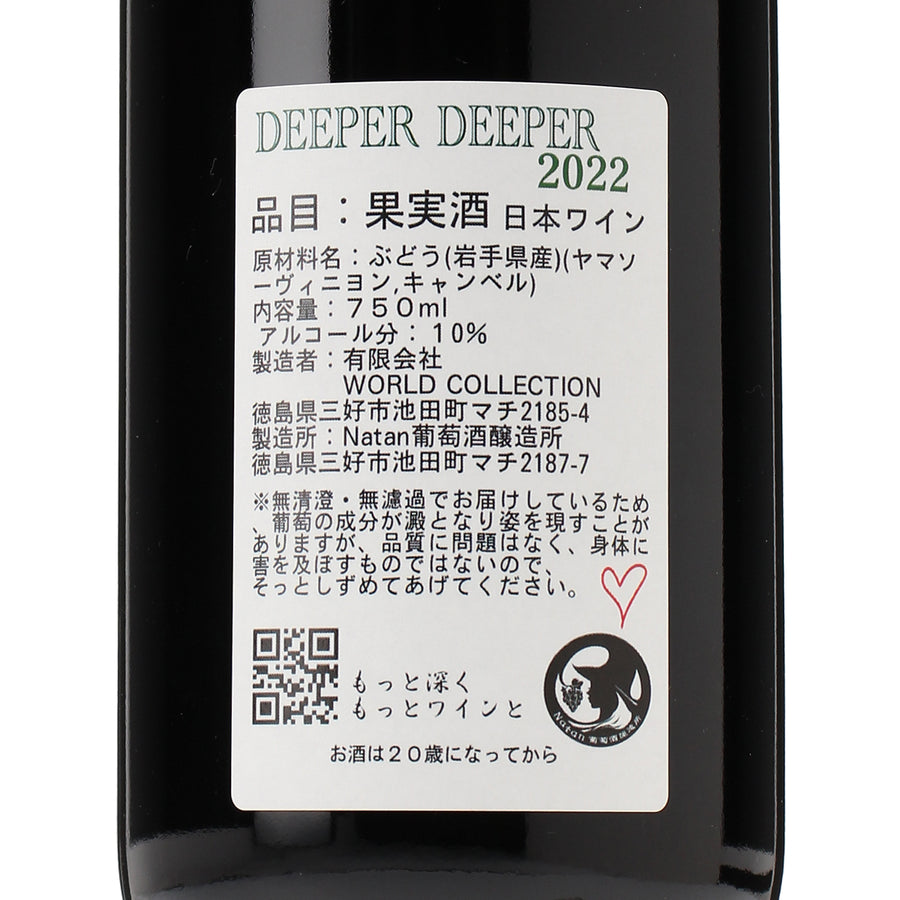 DEEPER DEEPER
2022
品目：果実酒 日本ワイン
原材料名：ぶどう(岩手県産)(ヤマソ
ーヴィニヨン,キャンベル)
内容量：７５０ml
アルコール分：１０%
製造者：有限会社
WORLD COLLECTION
徳島県三好市池田町マチ2185-4
製造所：Natan葡萄酒醸造所
徳島県三好市池田町マチ2187-7
※無清澄・無濾過でお届けしているため
、葡萄の成分が澱となり姿を現すことが
ありますが、品質に問題はなく、身体に
害を及ぼすものではないので、
そっとしずめてあげてください。
もっと深く
もっとワインと
Natan 葡萄酒醸造所
お酒は２０歳になってから